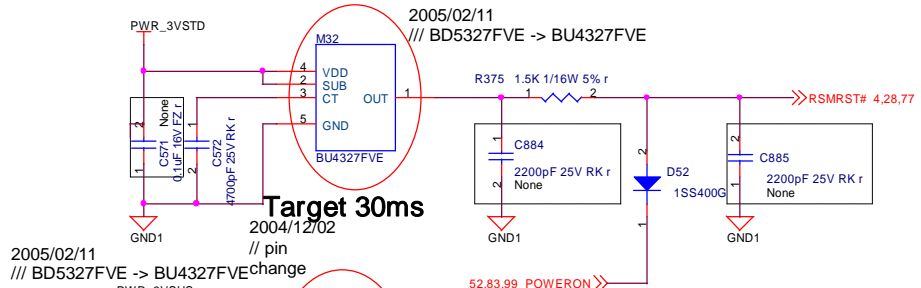 PWR_3VSTD
2005/02/11
/// BD5327FVE -> BU4327FVE
M32
4 VDD
2 SUB
3 CT
OUT 1
5 GND
BU4327FVE
R375 1.5K 1/16W 5% r
1 2
RSMRST# 4,28,77
2 1
C571
0.1uF 16V FZ r
None
1 2
C572
4700pF 25V RK r
1 2
C884
2200pF 25V RK r
None
2 1
D52
1SS400G
2 1
C885
2200pF 25V RK r
None
GND1
GND1
GND1
Target 30ms
2004/12/02
// pin
change
2005/02/11
/// BD5327FVE -> BU4327FVE
52,83,99 POWERON